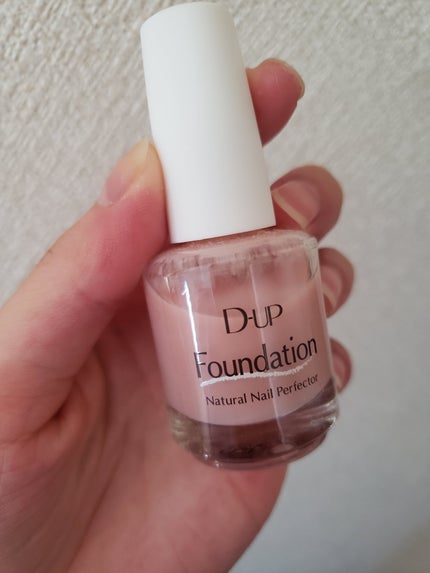 D-UP
Foundation
Natural Nail Perfector